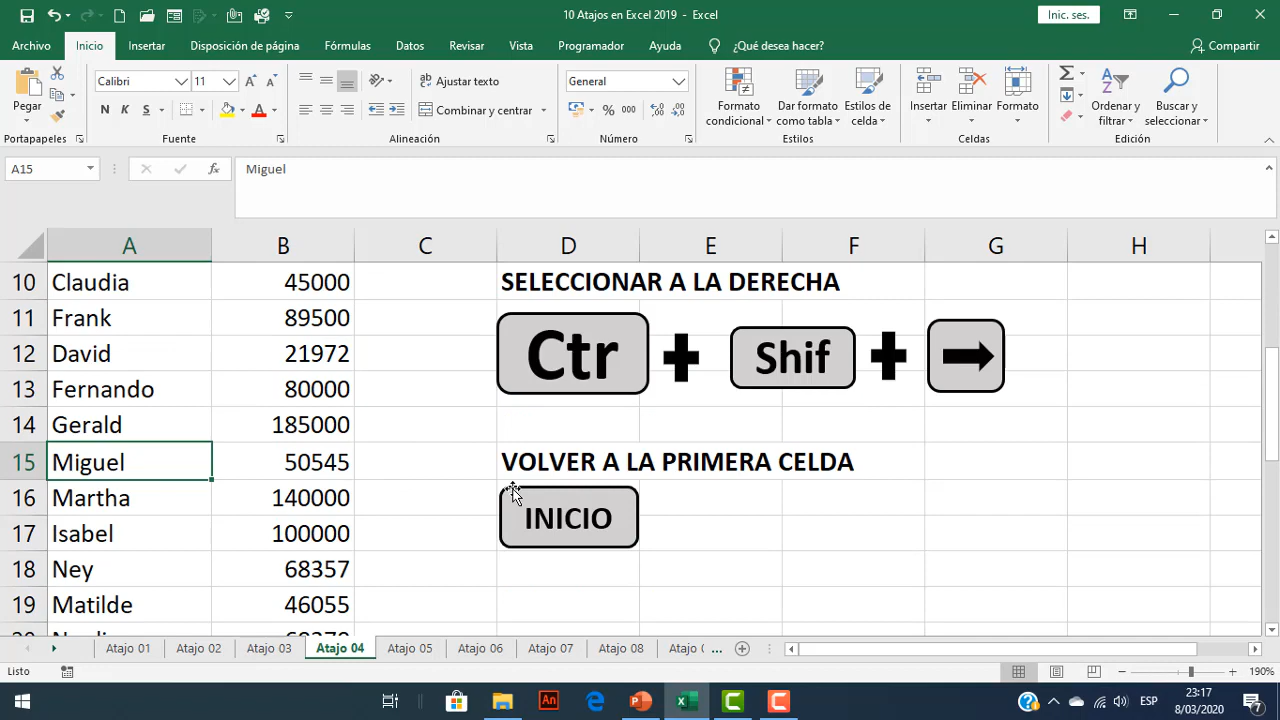 10 Atajos en Excel 2019 - Excel
Inic. ses.
Archivo Inicio Insertar Disposición de página Fórmulas Datos Revisar Vista Programador Ayuda ¿Qué desea hacer? Compartir
Pegar
Calibri 11
N K S
Ajustar texto
Combinar y centrar
General
% 000
Formato condicional
Dar formato como tabla
Estilos de celda
Insertar
Eliminar
Formato
Ordenar y filtrar
Buscar y seleccionar
Portapapeles Fuente Alineación Número Estilos Celdas Edición
A15 fx Miguel
A B C D E F G H
10 Claudia 45000 SELECCIONAR A LA DERECHA
11 Frank 89500
12 David 21972
Ctr + Shif +
13 Fernando 80000
14 Gerald 185000
15 Miguel 50545 VOLVER A LA PRIMERA CELDA
16 Martha 140000
17 Isabel 100000
INICIO
18 Ney 68357
19 Matilde 46055
Atajo 01 Atajo 02 Atajo 03 Atajo 04 Atajo 05 Atajo 06 Atajo 07 Atajo 08 Atajo ...
Listo 190%
ESP 23:17
8/03/2020
7